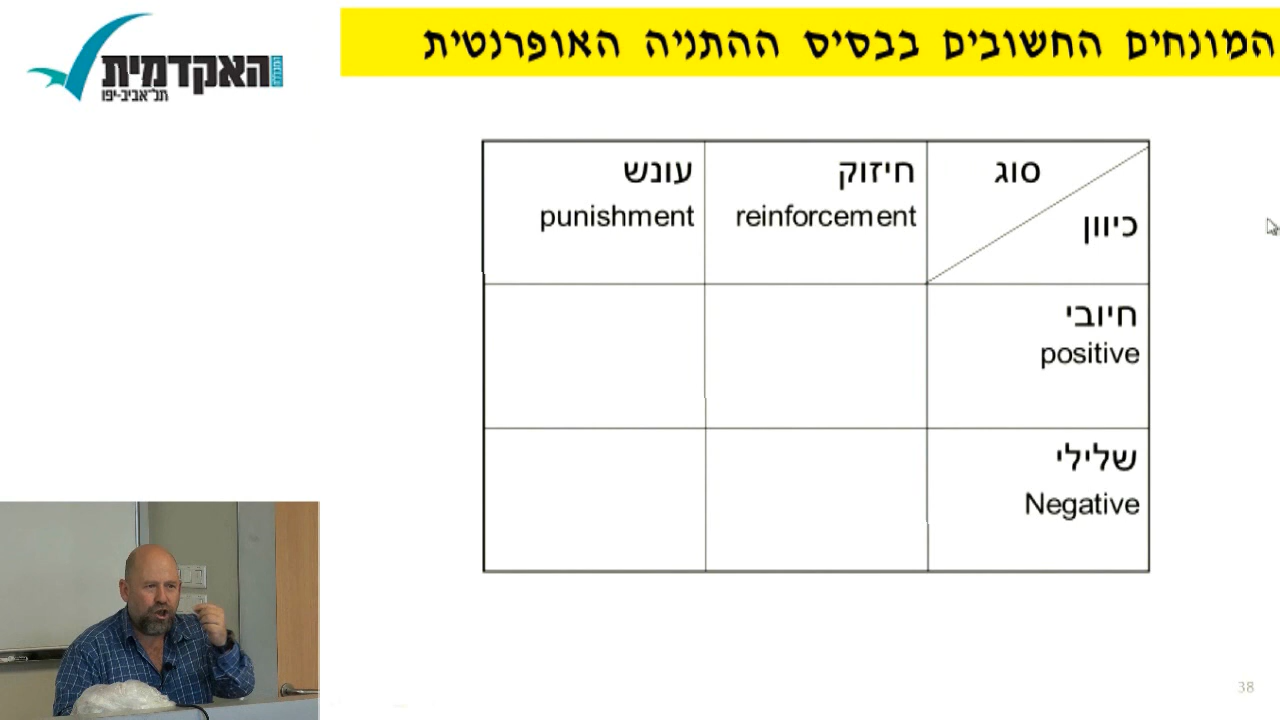 המונחים החשובים בבסיס ההתניה האופרנטית
האקדמית
תל־אביב-יפו
סוג
כיוון
חיזוק
reinforcement
עונש
punishment
חיובי
positive
שלילי
Negative
38